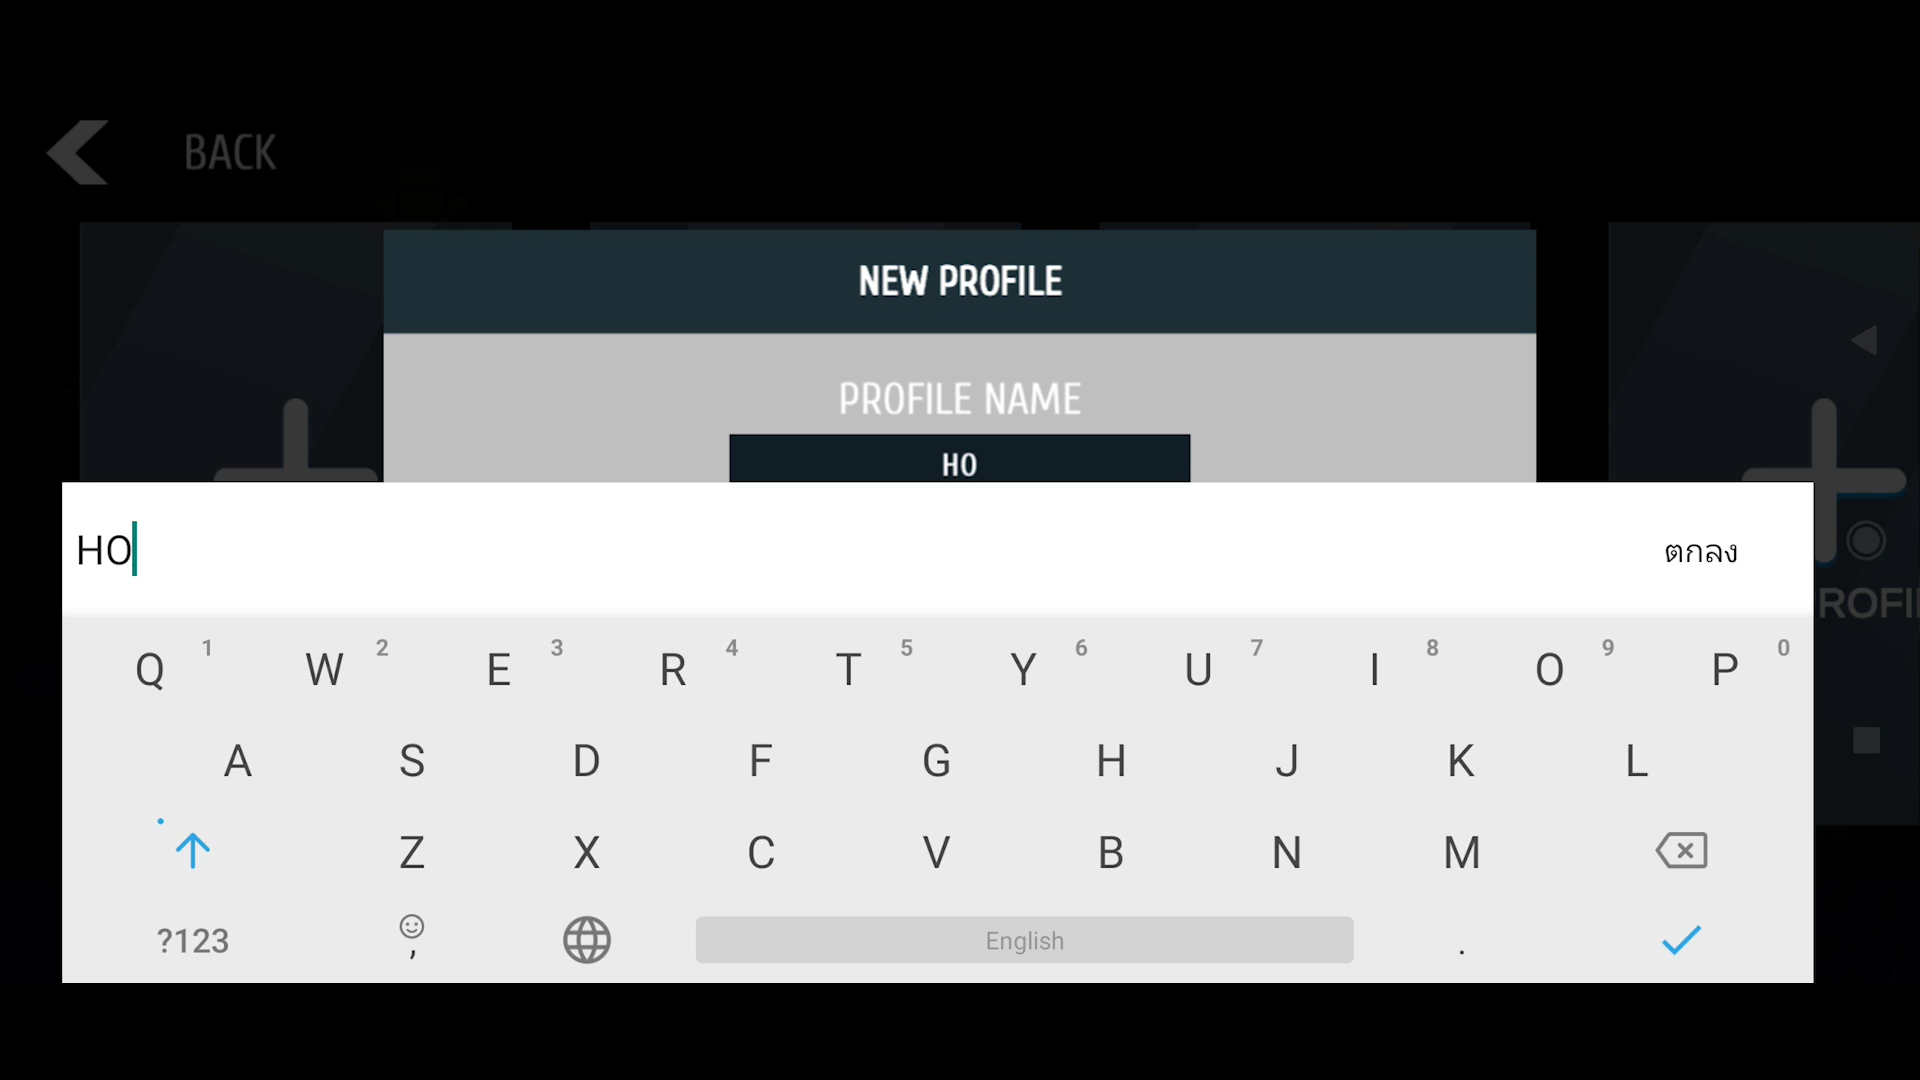 BACK
NEW PROFILE
PROFILE NAME
HO
HO
ตกลง
ROFI
Q 1 W 2 E 3 R 4 T 5 Y 6 U 7 I 8 O 9 P 0
A S D F G H J K L
Z X C V B N M
?123 , English .